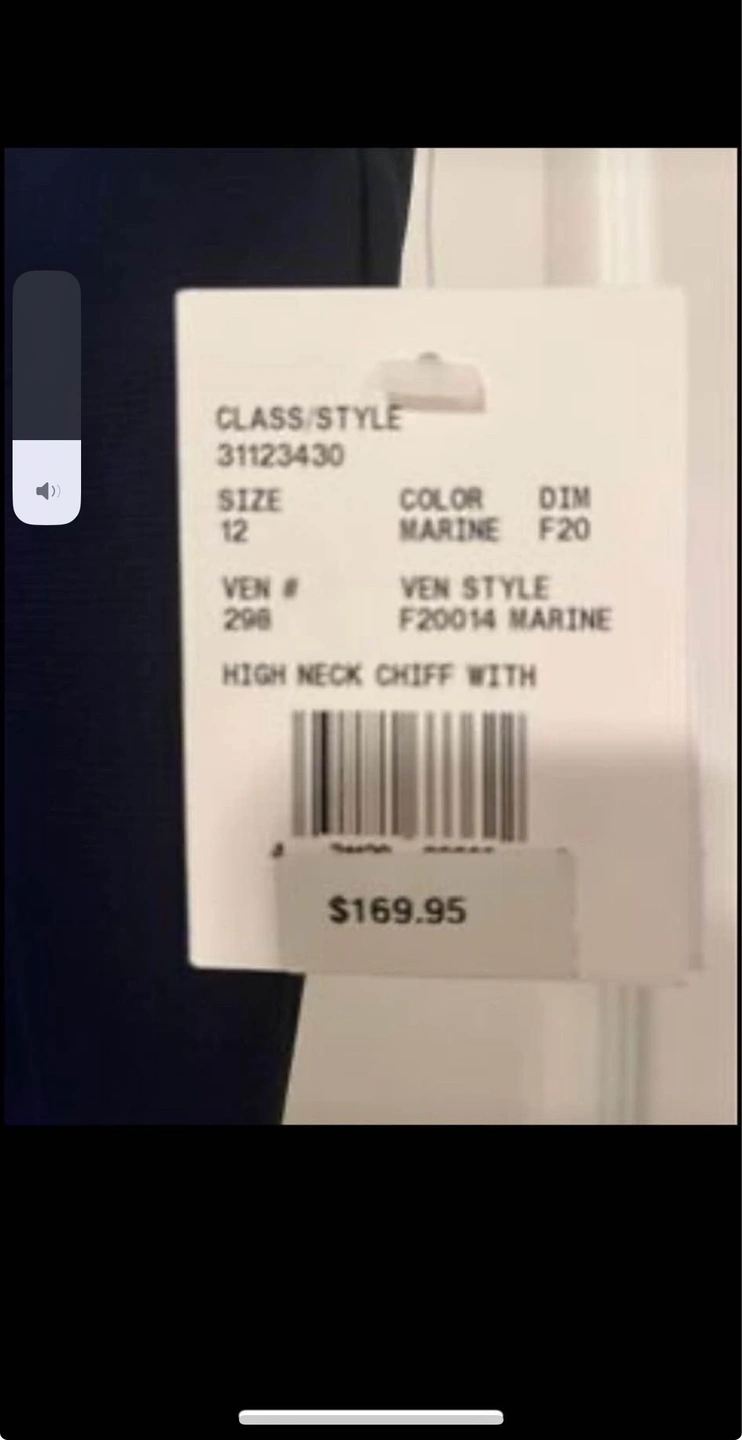 CLASS/STYLE
31123430
SIZE COLOR DIM
12 MARINE F20
VEN # VEN STYLE
298 F20014 MARINE
HIGH NECK CHIFF WITH
$169.95